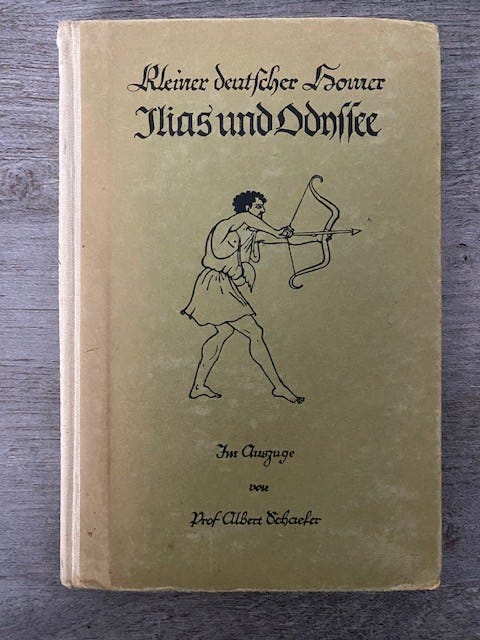 Kleiner deutscher Homer
Ilias und Odyssee
Im Auszuge
von
Prof Albert Schaefer